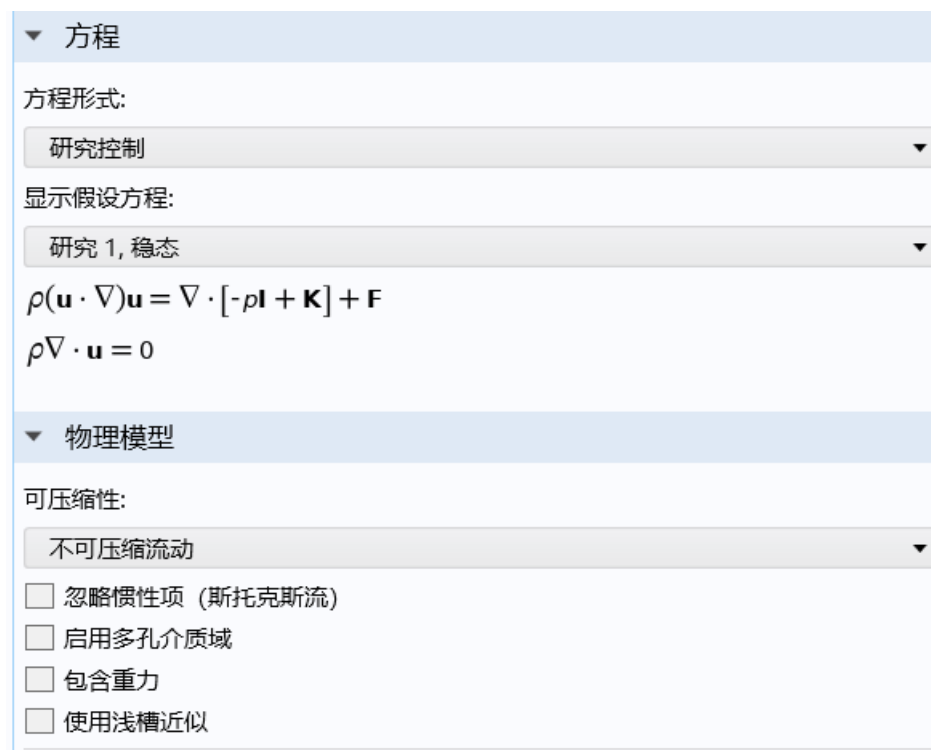 方程
方程形式:
研究控制
显示假设方程:
研究 1, 稳态
ρ(u · ∇)u = ∇ · [-pI + K] + F
ρ∇ · u = 0
物理模型
可压缩性:
不可压缩流动
忽略惯性项 (斯托克斯流)
启用多孔介质域
包含重力
使用浅槽近似